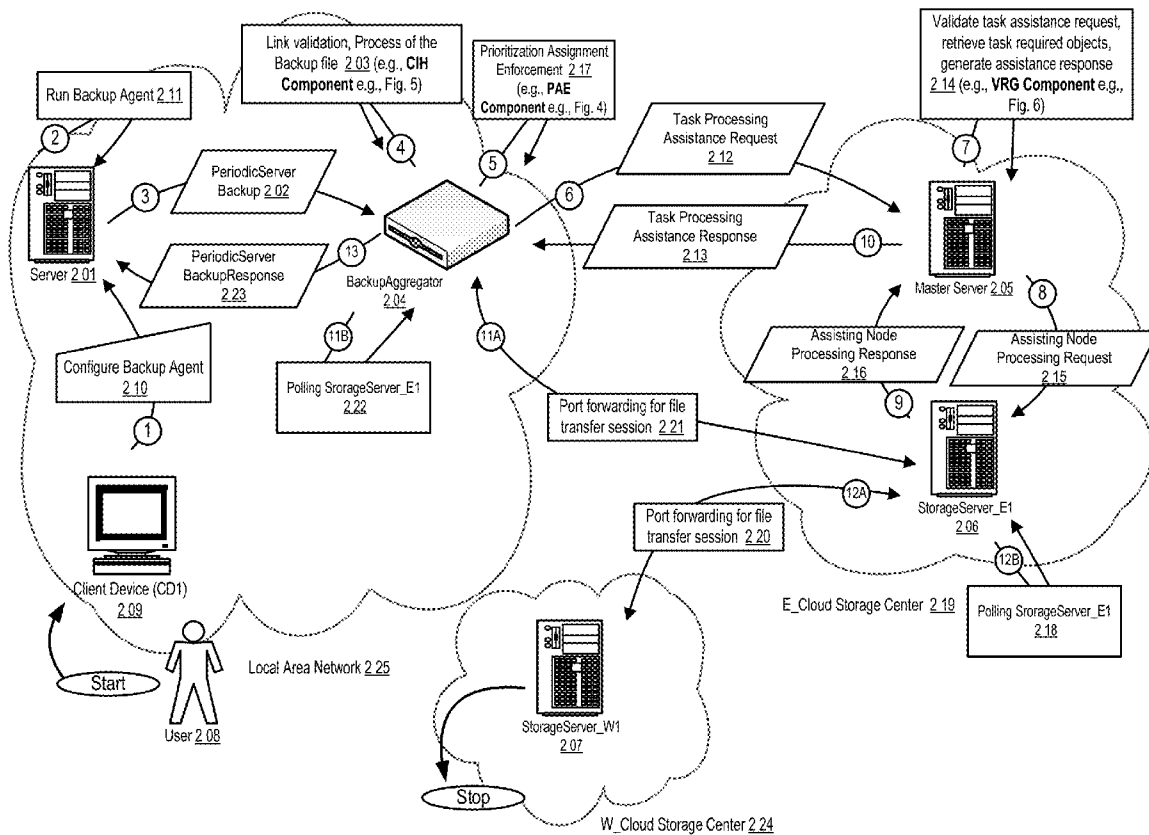 Link validation, Process of the
Backup file 2.03 (e.g., CIH
Component e.g., Fig. 5)
Prioritization Assignment
Enforcement 2.17
(e.g., PAE
Component e.g., Fig. 4)
Validate task assistance request,
retrieve task required objects,
generate assistance response
2.14 (e.g., VRG Component e.g.,
Fig. 6)
Run Backup Agent 2.11
2
3
PeriodicServer
Backup 2.02
4
5
6
Task Processing
Assistance Request
2.12
7
Server 2.01
PeriodicServer
BackupResponse
2.23
13
BackupAggregator
2.04
Task Processing
Assistance Response
2.13
10
Master Server 2.05
8
Configure Backup Agent
2.10
1
11B
Polling SrorageServer_E1
2.22
11A
Assisting Node
Processing Response
2.16
9
Assisting Node
Processing Request
2.15
Port forwarding for file
transfer session 2.21
StorageServer_E1
2.06
12A
Port forwarding for file
transfer session 2.20
12B
Polling SrorageServer_E1
2.18
Client Device (CD1)
2.09
E_Cloud Storage Center 2.19
Start
User 2.08
Local Area Network 2.25
StorageServer_W1
2.07
Stop
W_Cloud Storage Center 2.24